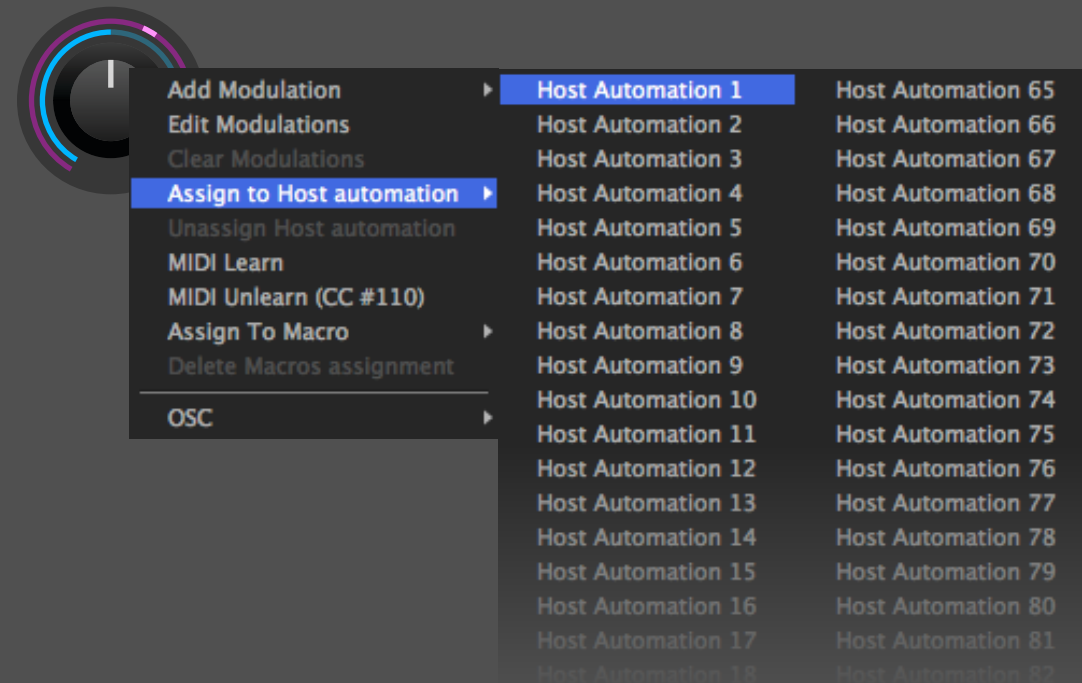 Add Modulation
Edit Modulations
Clear Modulations
Assign to Host automation
Unassign Host automation
MIDI Learn
MIDI Unlearn (CC #110)
Assign To Macro
Delete Macros assignment
OSC
Host Automation 1
Host Automation 2
Host Automation 3
Host Automation 4
Host Automation 5
Host Automation 6
Host Automation 7
Host Automation 8
Host Automation 9
Host Automation 10
Host Automation 11
Host Automation 12
Host Automation 13
Host Automation 14
Host Automation 15
Host Automation 16
Host Automation 17
Host Automation 18
Host Automation 65
Host Automation 66
Host Automation 67
Host Automation 68
Host Automation 69
Host Automation 70
Host Automation 71
Host Automation 72
Host Automation 73
Host Automation 74
Host Automation 75
Host Automation 76
Host Automation 77
Host Automation 78
Host Automation 79
Host Automation 80
Host Automation 81
Host Automation 82